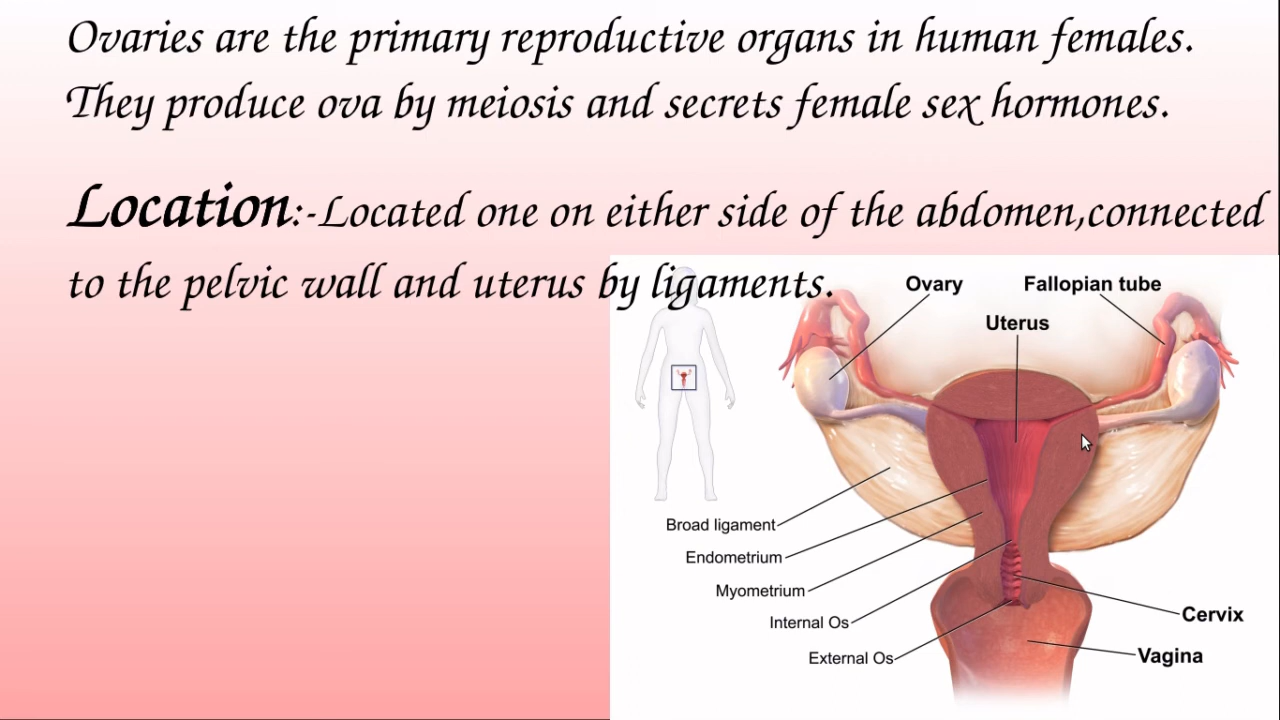 Ovaries are the primary reproductive organs in human females.
They produce ova by meiosis and secrets female sex hormones.
Location:-Located one on either side of the abdomen,connected
to the pelvic wall and uterus by ligaments.
Ovary
Fallopian tube
Uterus
Broad ligament
Endometrium
Myometrium
Internal Os
External Os
Cervix
Vagina